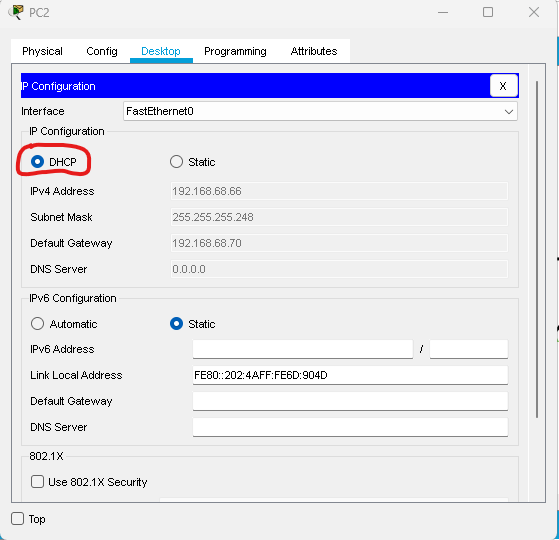 PC2
Physical Config Desktop Programming Attributes
IP Configuration X
Interface FastEthernet0
IP Configuration
DHCP Static
IPv4 Address 192.168.68.66
Subnet Mask 255.255.255.248
Default Gateway 192.168.68.70
DNS Server 0.0.0.0
IPv6 Configuration
Automatic Static
IPv6 Address /
Link Local Address FE80::202:4AFF:FE6D:904D
Default Gateway
DNS Server
802.1X
Use 802.1X Security
Top